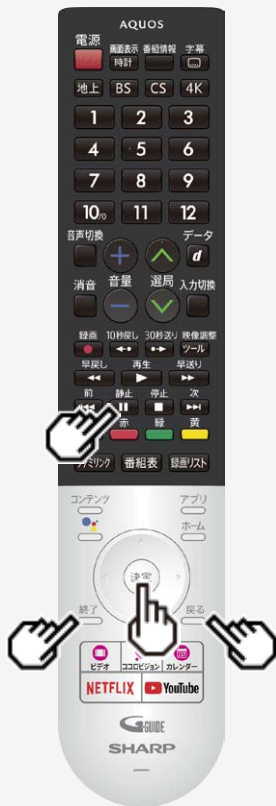 AQUOS
電源 画面表示 番組情報 字幕
時計
地上 BS CS 4K
1 2 3
4 5 6
7 8 9
10/0 11 12
音声切換 データ
d
消音 音量 選局 入力切換
録画 10秒戻し 30秒送り 映像調整
ツール
早戻し 再生 早送り
前 静止 停止 次
赤 緑 黄
番組表 録画リスト
コンテンツ アプリ
ホーム
決定
終了 戻る
ビデオ ココロビジョン カレンダー
NETFLIX YouTube
G-GUIDE
SHARP